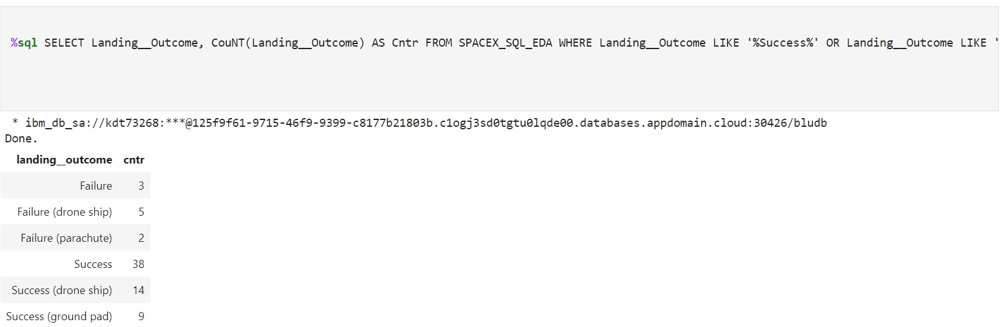 %sql SELECT Landing__Outcome, CouNT(Landing__Outcome) AS Cntr FROM SPACEX_SQL_EDA WHERE Landing__Outcome LIKE '%Success%' OR Landing__Outcome LIKE '
* ibm_db_sa://kdt73268:***@125f9f61-9715-46f9-9399-c8177b21803b.c1ogj3sd0tgtu0lqde00.databases.appdomain.cloud:30426/bludb
Done.
landing__outcome cntr
Failure 3
Failure (drone ship) 5
Failure (parachute) 2
Success 38
Success (drone ship) 14
Success (ground pad) 9